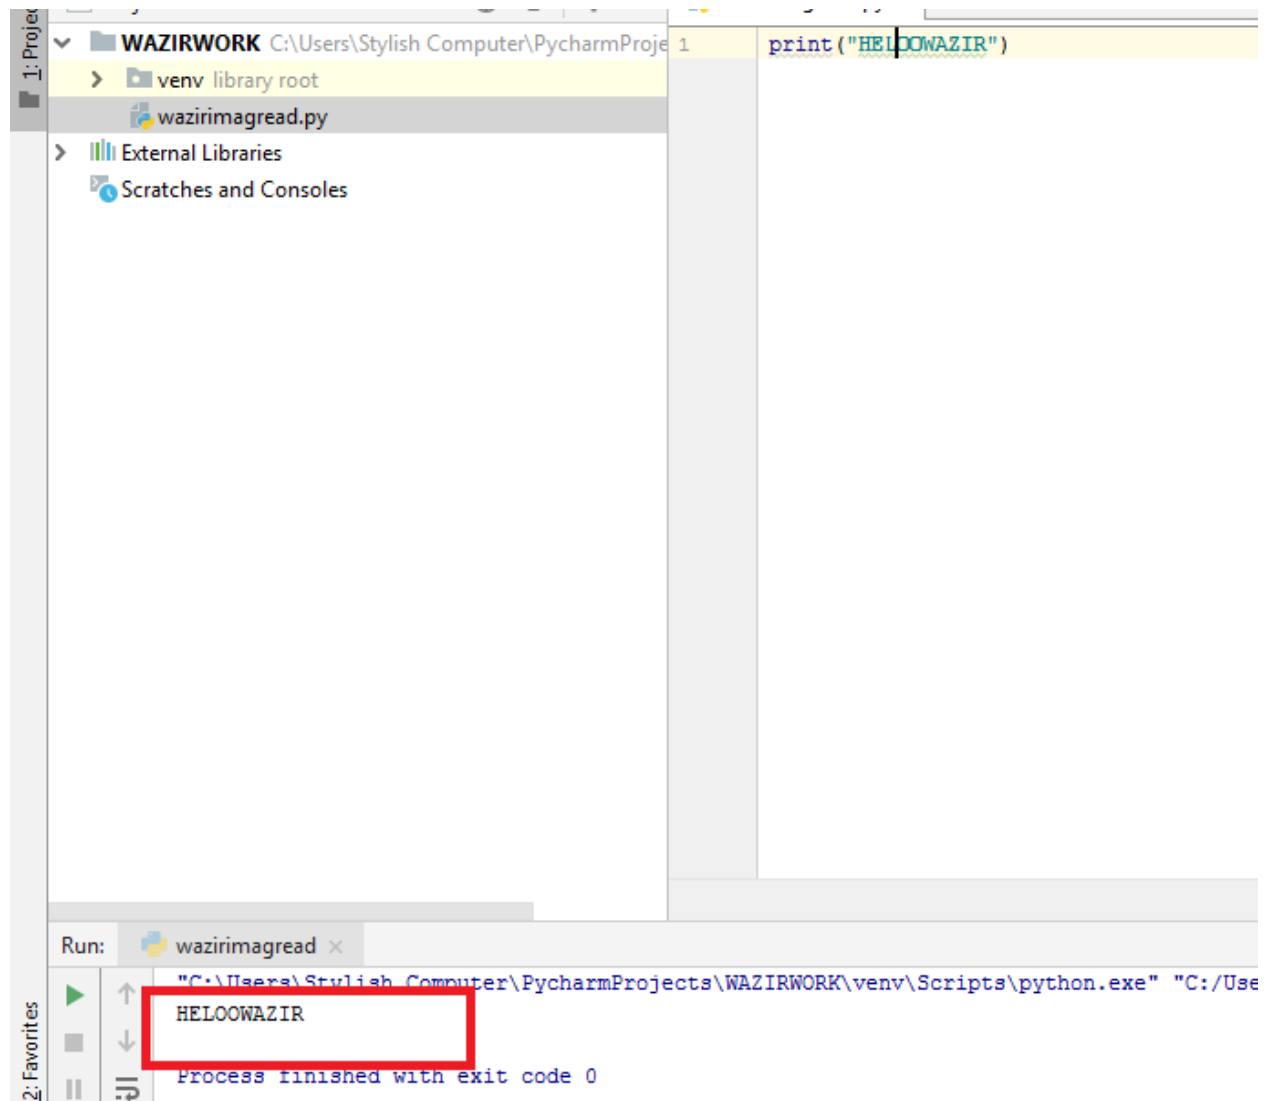 1: Projec
WAZIRWORK C:\Users\Stylish Computer\PycharmProje
venv library root
wazirimagread.py
External Libraries
Scratches and Consoles
1 print("HELOOWAZIR")
Run: wazirimagread
"C:\Users\Stylish Computer\PycharmProjects\WAZIRWORK\venv\Scripts\python.exe" "C:/Use
HELOOWAZIR
Process finished with exit code 0
2: Favorites